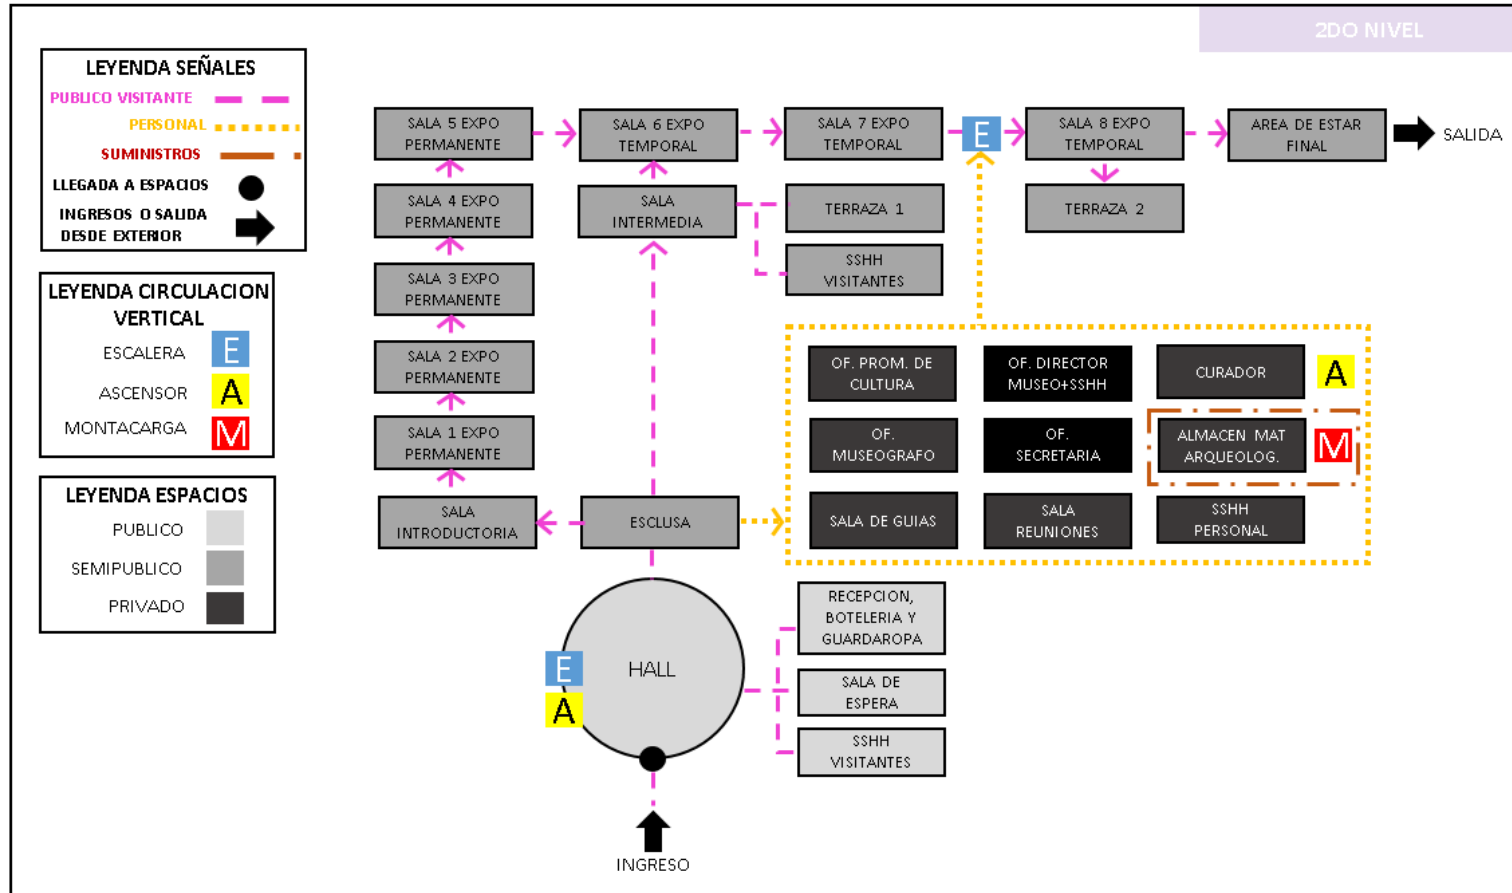 2DO NIVEL
LEYENDA SEÑALES
PUBLICO VISITANTE
PERSONAL
SUMINISTROS
LLEGADA A ESPACIOS
INGRESOS O SALIDA
DESDE EXTERIOR
LEYENDA CIRCULACION
VERTICAL
ESCALERA E
ASCENSOR A
MONTACARGA M
LEYENDA ESPACIOS
PUBLICO
SEMIPUBLICO
PRIVADO
SALA 5 EXPO
PERMANENTE
SALA 6 EXPO
TEMPORAL
SALA 7 EXPO
TEMPORAL
E
SALA 8 EXPO
TEMPORAL
AREA DE ESTAR
FINAL
SALIDA
SALA 4 EXPO
PERMANENTE
SALA
INTERMEDIA
TERRAZA 1
TERRAZA 2
SALA 3 EXPO
PERMANENTE
SSHH
VISITANTES
SALA 2 EXPO
PERMANENTE
OF. PROM. DE
CULTURA
OF. DIRECTOR
MUSEO+SSHH
CURADOR
A
SALA 1 EXPO
PERMANENTE
OF.
MUSEOGRAFO
OF.
SECRETARIA
ALMACEN MAT
ARQUEOLOG.
M
SALA
INTRODUCTORIA
ESCLUSA
SALA DE GUIAS
SALA
REUNIONES
SSHH
PERSONAL
HALL
E
A
RECEPCION,
BOTELERIA Y
GUARDAROPA
SALA DE
ESPERA
SSHH
VISITANTES
INGRESO